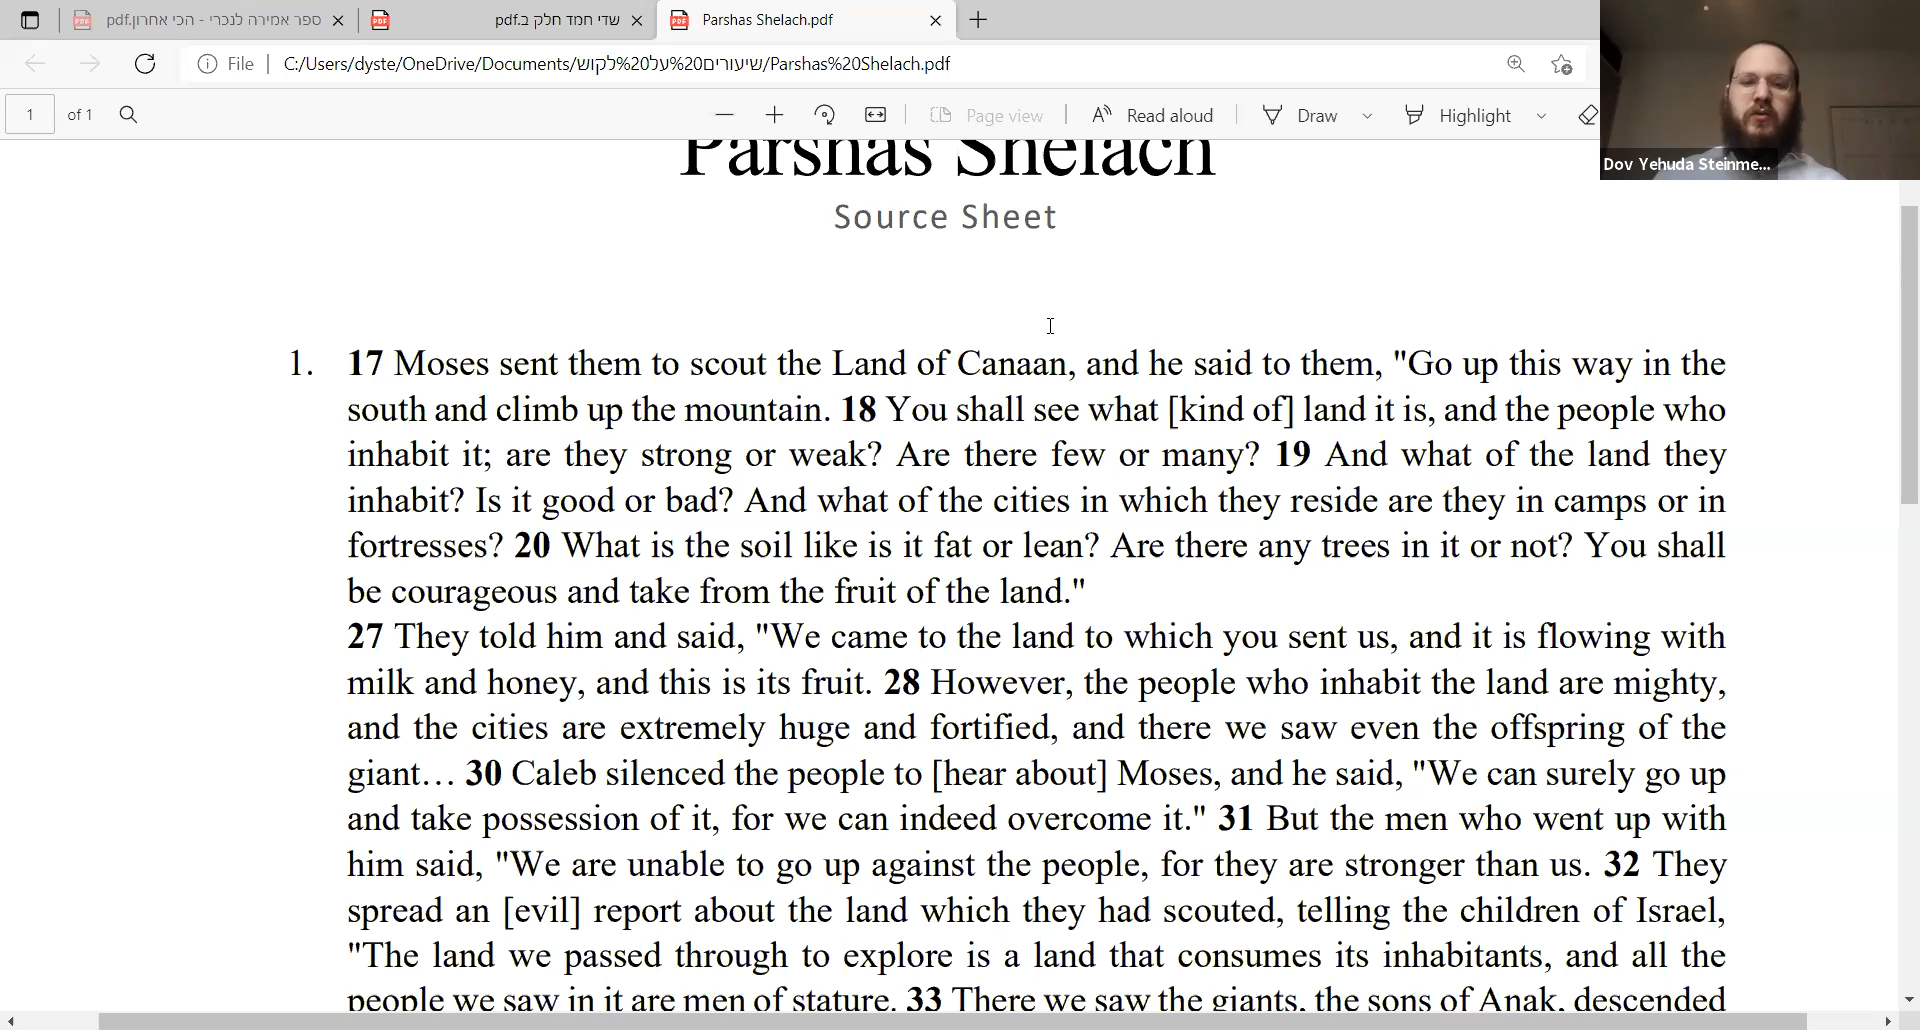 ספר אמירה לנכרי - הכי אחרון.pdf
שדי חמד חלק ב.pdf
Parshas Shelach.pdf
File
C:/Users/dyste/OneDrive/Documents/שיעורים%20על%20לקוש/Parshas%20Shelach.pdf
1 of 1
Page view
Read aloud
Draw
Highlight
Dov Yehuda Steinme...
Parshas Shelach
Source Sheet
1. 17 Moses sent them to scout the Land of Canaan, and he said to them, "Go up this way in the
south and climb up the mountain. 18 You shall see what [kind of] land it is, and the people who
inhabit it; are they strong or weak? Are there few or many? 19 And what of the land they
inhabit? Is it good or bad? And what of the cities in which they reside are they in camps or in
fortresses? 20 What is the soil like is it fat or lean? Are there any trees in it or not? You shall
be courageous and take from the fruit of the land."
27 They told him and said, "We came to the land to which you sent us, and it is flowing with
milk and honey, and this is its fruit. 28 However, the people who inhabit the land are mighty,
and the cities are extremely huge and fortified, and there we saw even the offspring of the
giant… 30 Caleb silenced the people to [hear about] Moses, and he said, "We can surely go up
and take possession of it, for we can indeed overcome it." 31 But the men who went up with
him said, "We are unable to go up against the people, for they are stronger than us. 32 They
spread an [evil] report about the land which they had scouted, telling the children of Israel,
"The land we passed through to explore is a land that consumes its inhabitants, and all the
people we saw in it are men of stature. 33 There we saw the giants, the sons of Anak, descended